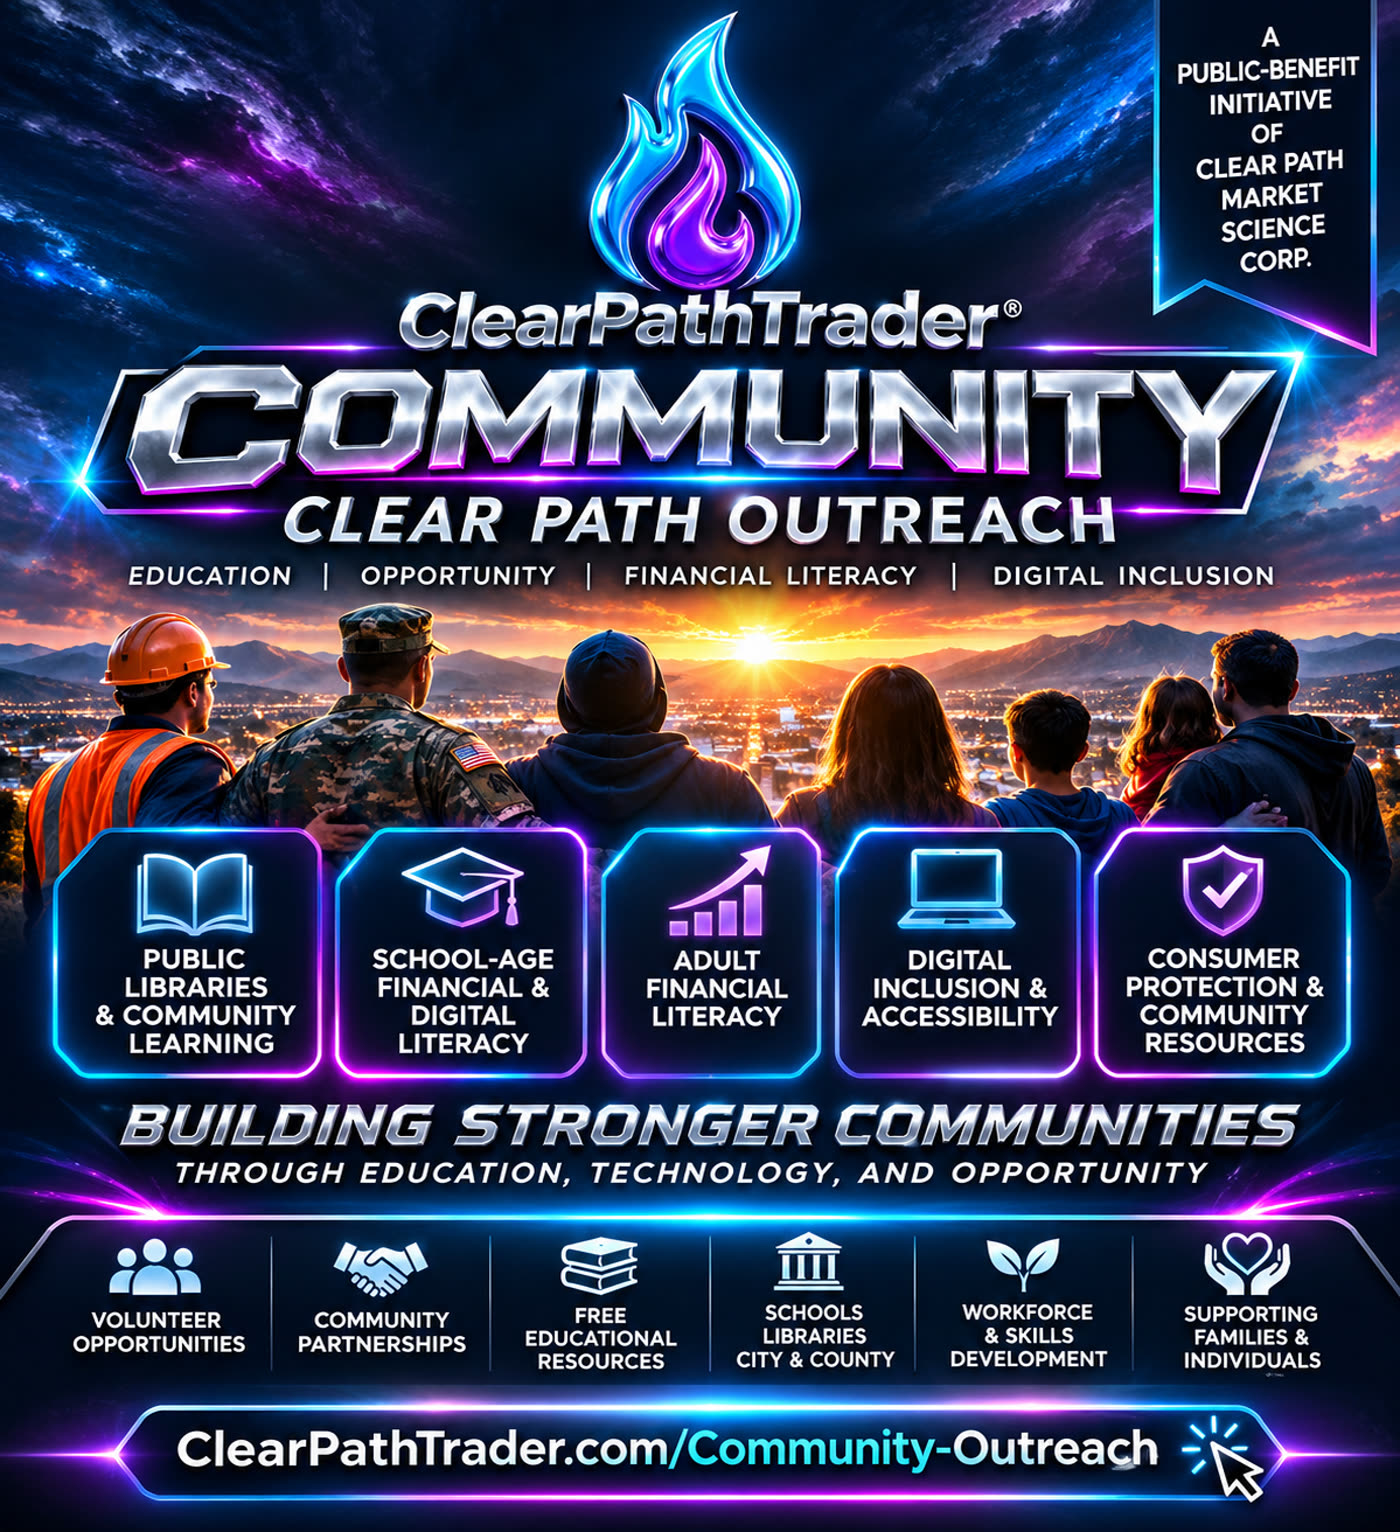 A
PUBLIC-BENEFIT
INITIATIVE
OF
CLEAR PATH
MARKET
SCIENCE
CORP.
ClearPathTrader®
COMMUNITY
CLEAR PATH OUTREACH
EDUCATION | OPPORTUNITY | FINANCIAL LITERACY | DIGITAL INCLUSION
PUBLIC
LIBRARIES
& COMMUNITY
LEARNING
SCHOOL-AGE
FINANCIAL &
DIGITAL
LITERACY
ADULT
FINANCIAL
LITERACY
DIGITAL
INCLUSION &
ACCESSIBILITY
CONSUMER
PROTECTION &
COMMUNITY
RESOURCES
BUILDING STRONGER COMMUNITIES
THROUGH EDUCATION, TECHNOLOGY, AND OPPORTUNITY
VOLUNTEER
OPPORTUNITIES
COMMUNITY
PARTNERSHIPS
FREE
EDUCATIONAL
RESOURCES
SCHOOLS
LIBRARIES
CITY & COUNTY
WORKFORCE
& SKILLS
DEVELOPMENT
SUPPORTING
FAMILIES &
INDIVIDUALS
ClearPathTrader.com/Community-Outreach